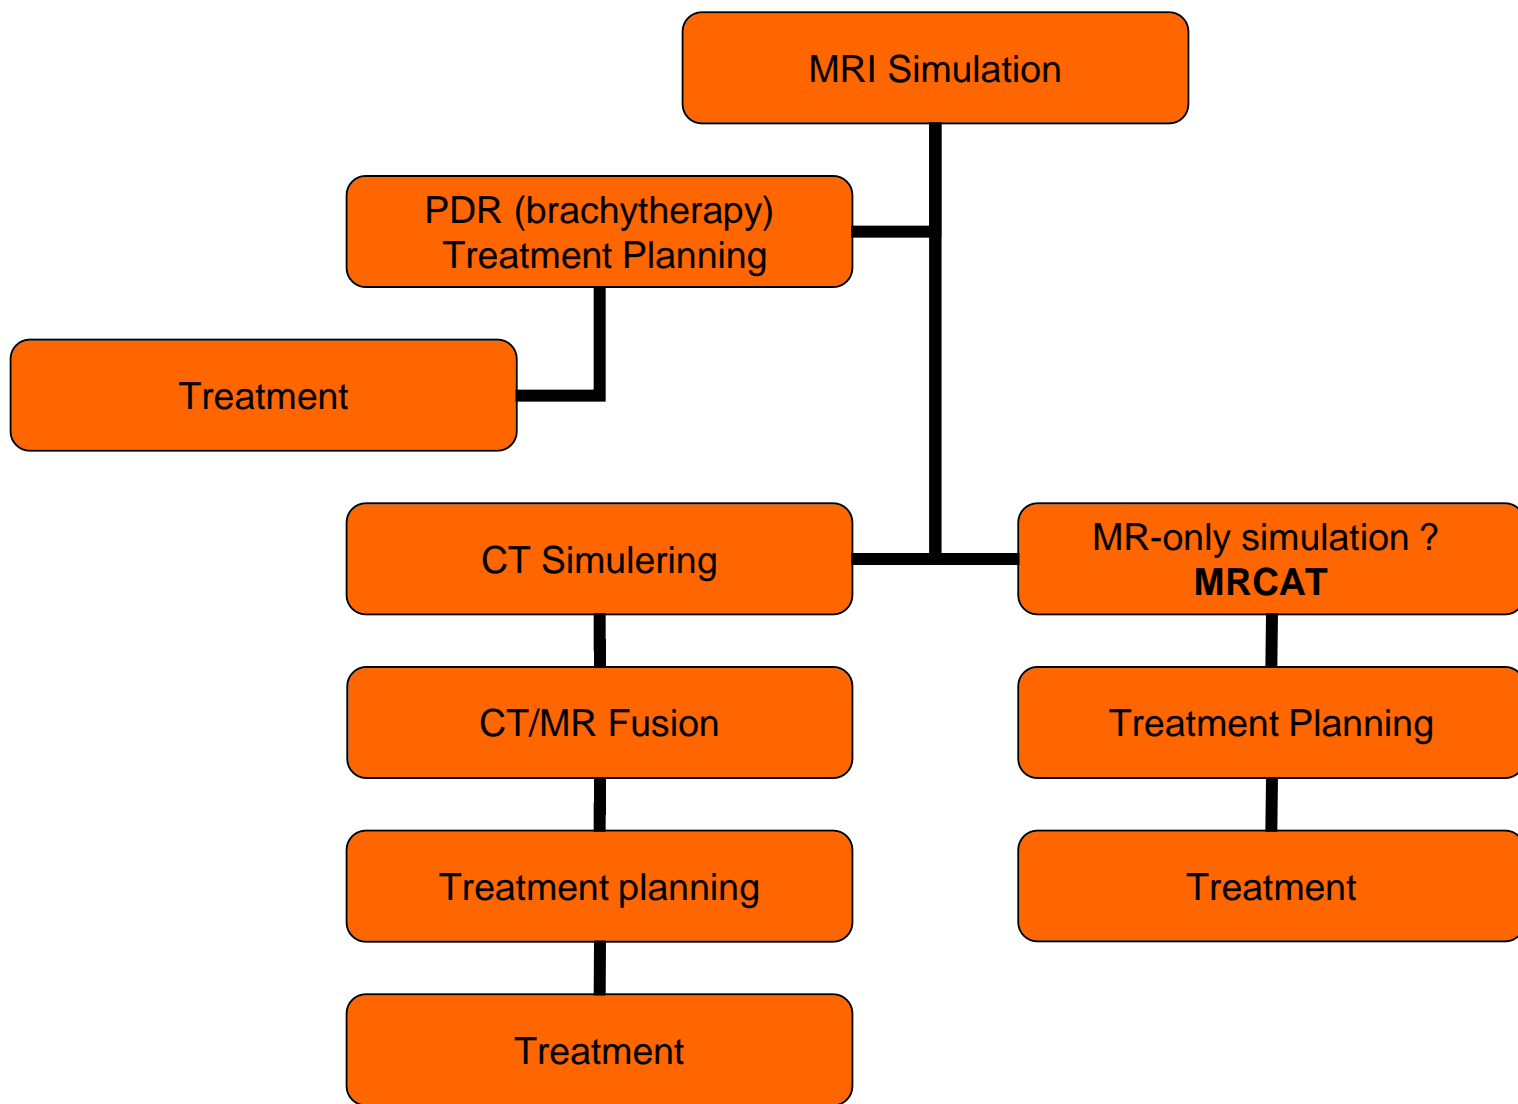 MRI Simulation
PDR (brachytherapy)
Treatment Planning
Treatment
CT Simulering
MR-only simulation ?
MRCAT
CT/MR Fusion
Treatment Planning
Treatment planning
Treatment
Treatment